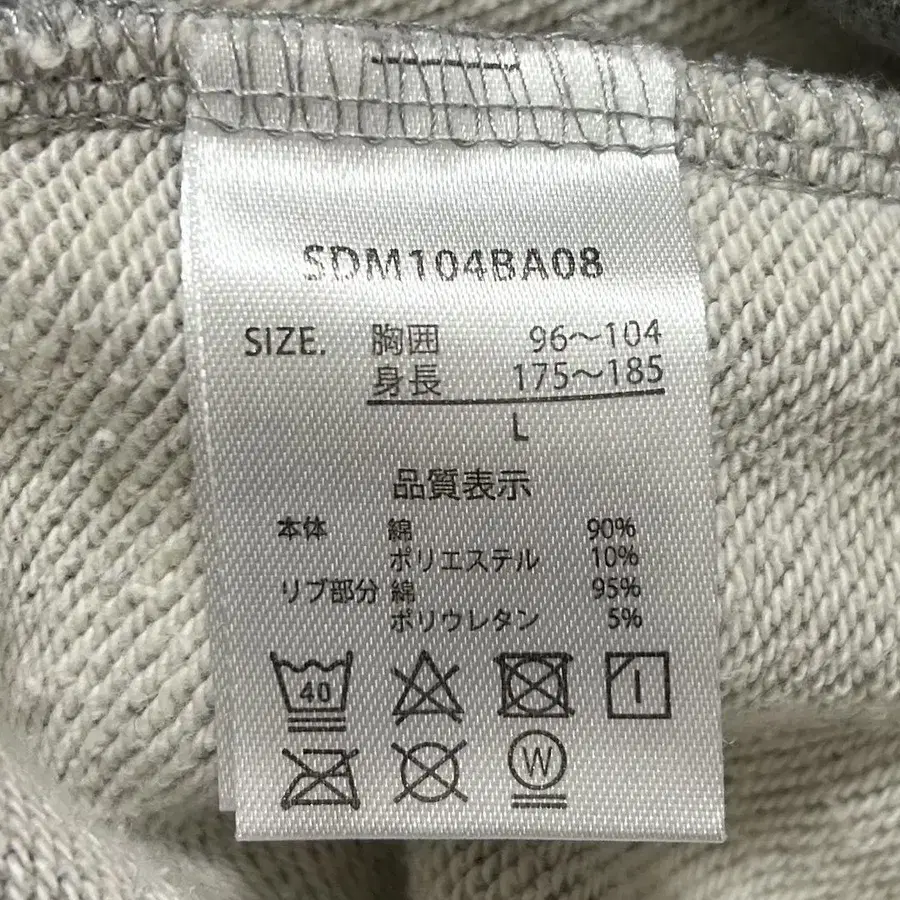 SDM104BA08
SIZE. 胸囲 96～104
身長 175～185
L
品質表示
本体 綿 90%
ポリエステル 10%
リブ部分 綿 95%
ポリウレタン 5%
40
W